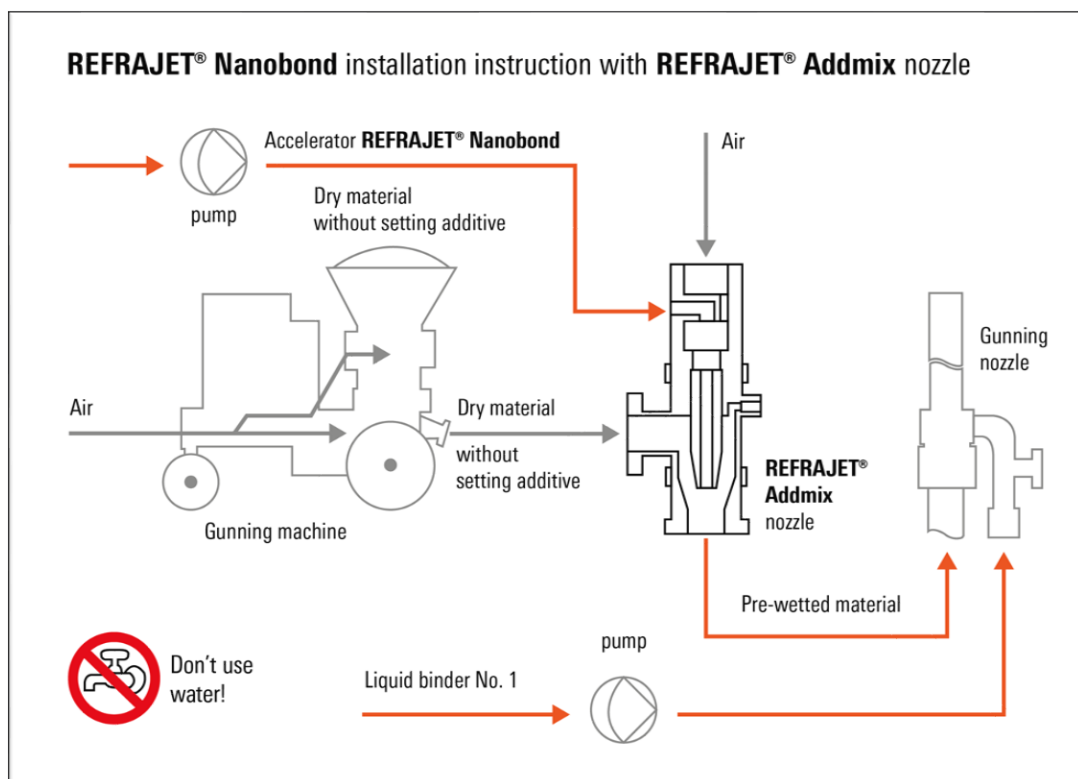 REFRAJET® Nanobond installation instruction with REFRAJET® Addmix nozzle
Accelerator REFRAJET® Nanobond
Air
pump
Dry material
without setting additive
Gunning
nozzle
Air
Dry material
without
setting additive
REFRAJET®
Addmix
nozzle
Gunning machine
Pre-wetted material
pump
Don’t use
water!
Liquid binder No. 1